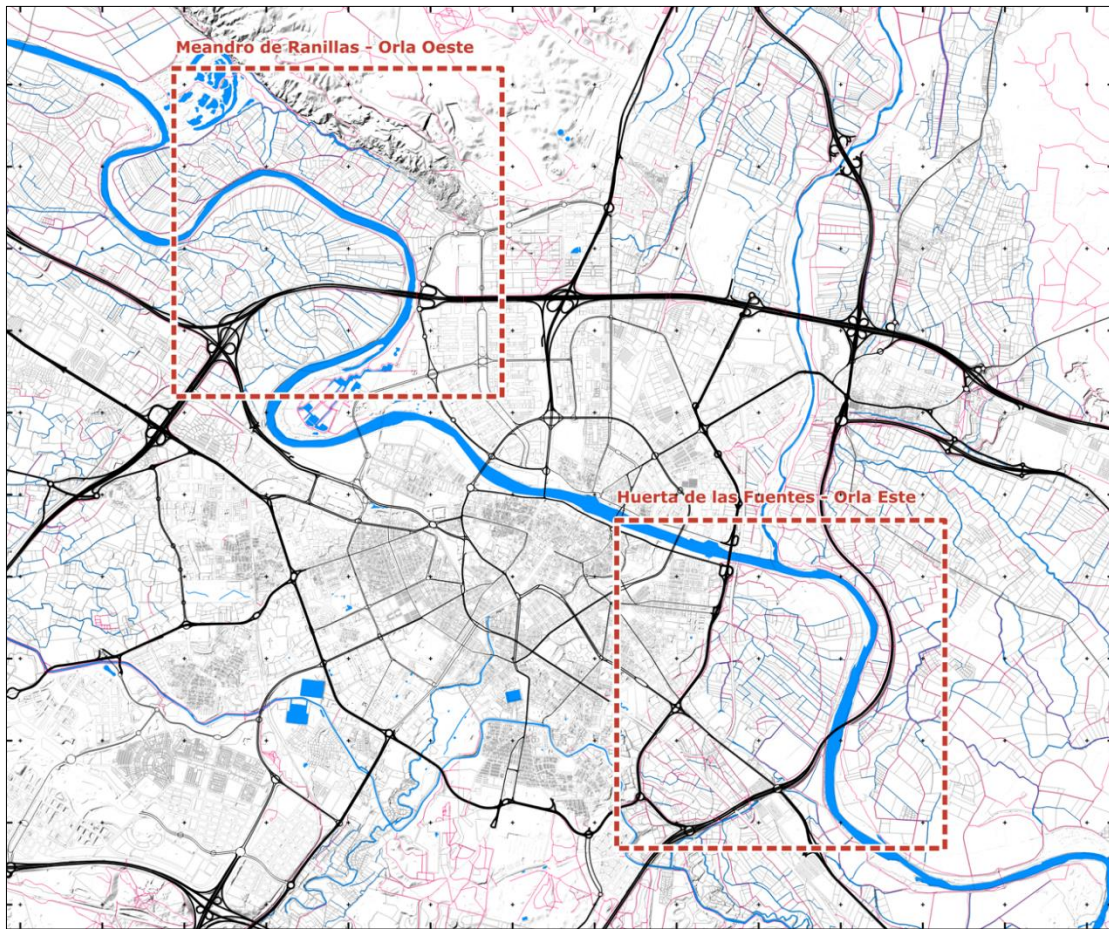 Meandro de Ranillas - Orla Oeste
Huerta de las Fuentes - Orla Este